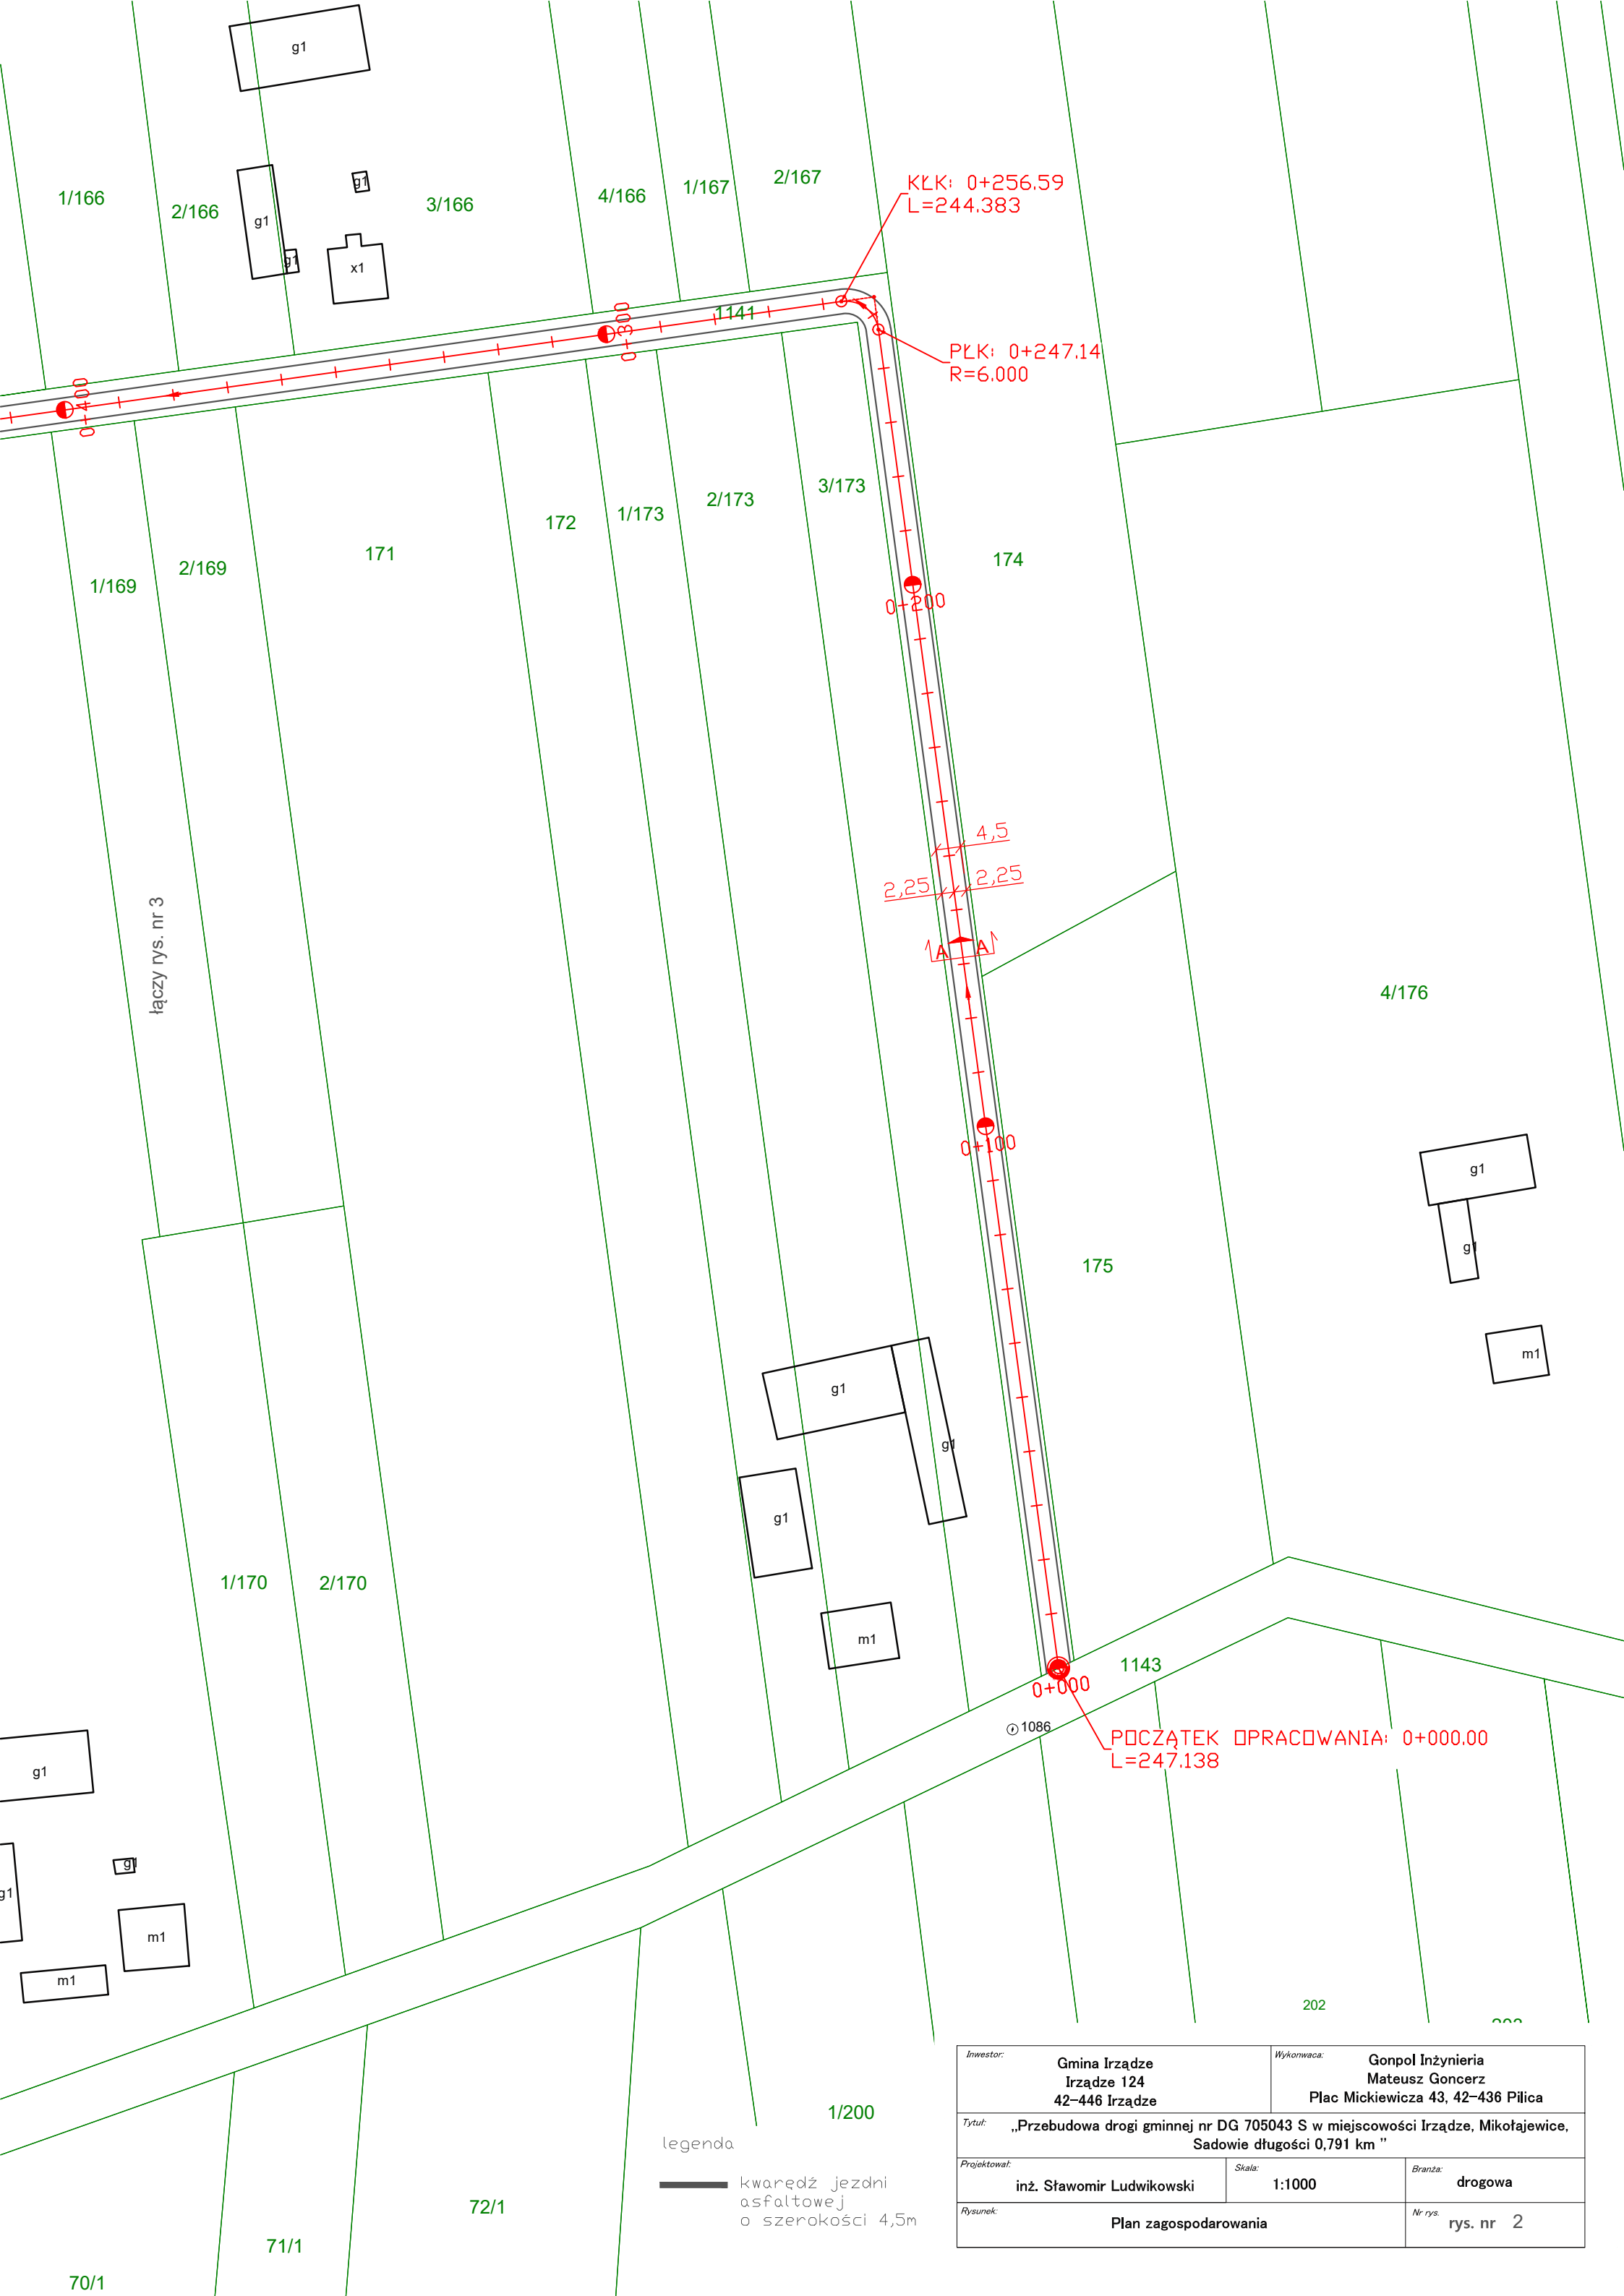 g1
1/166
2/166
g1
g1
g1
x1
3/166
4/166
1/167
2/167
KŁK: 0+256.59
L=244.383
1141
0+300
0+400
PŁK: 0+247.14
R=6.000
1/169
2/169
171
172
1/173
2/173
3/173
174
0+200
4,5
2,25
2,25
A
A
łączy rys. nr 3
4/176
0+100
g1
g1
175
m1
g1
g1
g1
1/170
2/170
m1
1143
0+000
1086
POCZĄTEK OPRACOWANIA: 0+000.00
L=247.138
g1
g1
g1
m1
m1
202
1/200
72/1
71/1
70/1
legenda
kwaredź jezdni
asfaltowej
o szerokości 4,5m
Inwestor:
Gmina Irządze
Irządze 124
42-446 Irządze
Wykonwaca:
Gonpol Inżynieria
Mateusz Goncerz
Plac Mickiewicza 43, 42-436 Pilica
Tytuł:
„Przebudowa drogi gminnej nr DG 705043 S w miejscowości Irządze, Mikołajewice,
Sadowie długości 0,791 km ”
Projektował:
inż. Sławomir Ludwikowski
Skala:
1:1000
Branża:
drogowa
Rysunek:
Plan zagospodarowania
Nr rys.
rys. nr 2